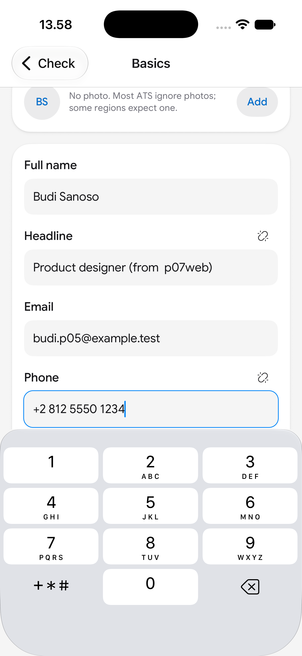 13.58
Check
Basics
BS
No photo. Most ATS ignore photos;
some regions expect one.
Add
Full name
Budi Sanoso
Headline
Product designer (from  p07web)
Email
budi.p05@example.test
Phone
+2 812 5550 1234
1
2
ABC
3
DEF
4
GHI
5
JKL
6
MNO
7
PQRS
8
TUV
9
WXYZ
+*#
0